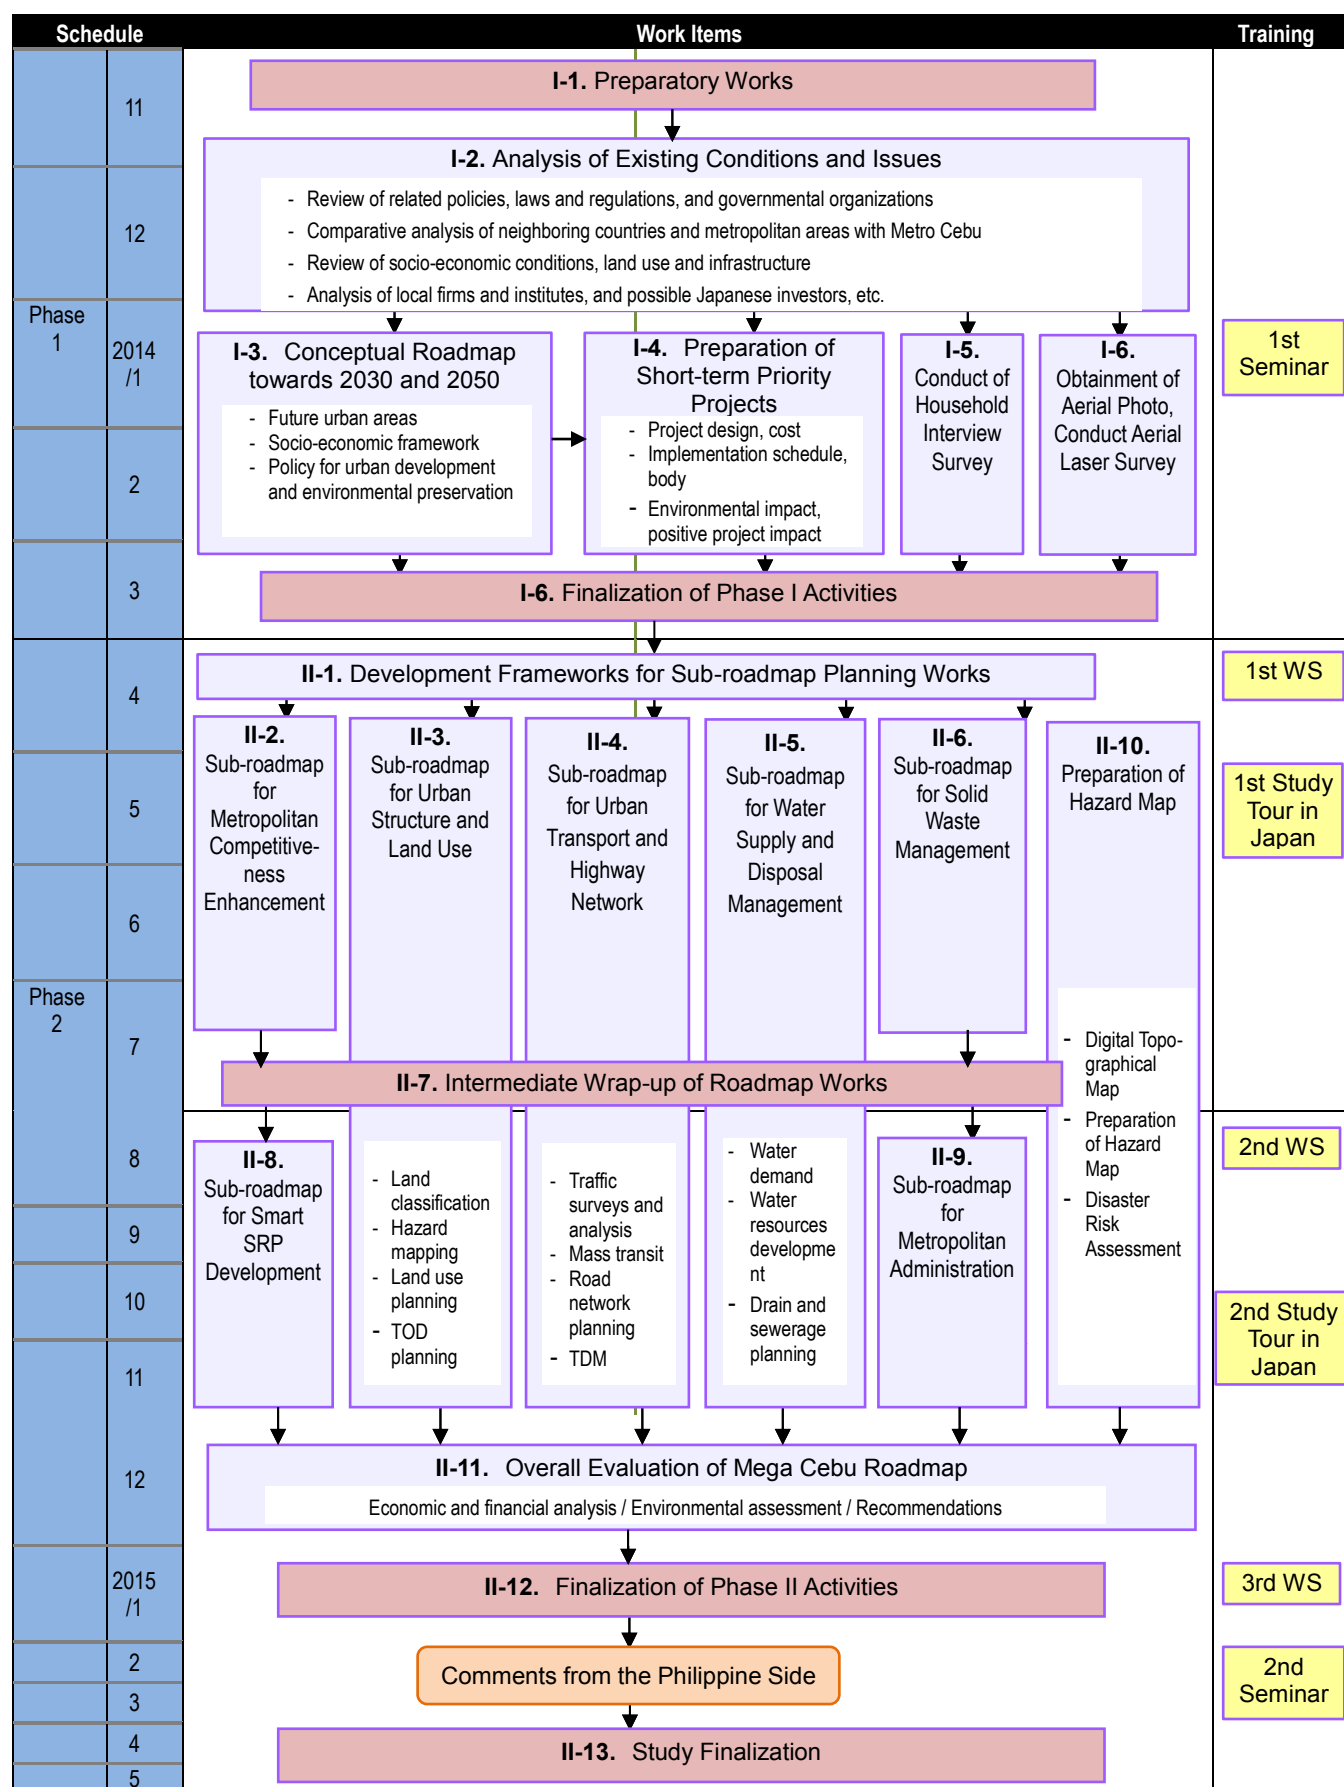 Schedule
Work Items
Training
11
12
Phase
1
2014
/1
2
3
4
5
6
Phase
2
7
8
9
10
11
12
2015
/1
2
3
4
5
I-1. Preparatory Works
I-2. Analysis of Existing Conditions and Issues
- Review of related policies, laws and regulations, and governmental organizations
- Comparative analysis of neighboring countries and metropolitan areas with Metro Cebu
- Review of socio-economic conditions, land use and infrastructure
- Analysis of local firms and institutes, and possible Japanese investors, etc.
I-3. Conceptual Roadmap
towards 2030 and 2050
- Future urban areas
- Socio-economic framework
- Policy for urban development
and environmental preservation
I-4. Preparation of
Short-term Priority
Projects
- Project design, cost
- Implementation schedule,
body
- Environmental impact,
positive project impact
I-5.
Conduct of
Household
Interview
Survey
I-6.
Obtainment of
Aerial Photo,
Conduct Aerial
Laser Survey
I-6. Finalization of Phase I Activities
II-1. Development Frameworks for Sub-roadmap Planning Works
II-2.
Sub-roadmap
for
Metropolitan
Competitive-
ness
Enhancement
II-3.
Sub-roadmap
for Urban
Structure and
Land Use
II-4.
Sub-roadmap
for Urban
Transport and
Highway
Network
II-5.
Sub-roadmap
for Water
Supply and
Disposal
Management
II-6.
Sub-roadmap
for Solid
Waste
Management
II-10.
Preparation of
Hazard Map
- Digital Topo-
graphical
Map
- Preparation
of Hazard
Map
- Disaster
Risk
Assessment
II-7. Intermediate Wrap-up of Roadmap Works
II-8.
Sub-roadmap
for Smart
SRP
Development
- Land
classification
- Hazard
mapping
- Land use
planning
- TOD
planning
- Traffic
surveys and
analysis
- Mass transit
- Road
network
planning
- TDM
- Water
demand
- Water
resources
developme
nt
- Drain and
sewerage
planning
II-9.
Sub-roadmap
for
Metropolitan
Administration
II-11. Overall Evaluation of Mega Cebu Roadmap
Economic and financial analysis / Environmental assessment / Recommendations
II-12. Finalization of Phase II Activities
Comments from the Philippine Side
II-13. Study Finalization
1st
Seminar
1st WS
1st Study
Tour in
Japan
2nd WS
2nd Study
Tour in
Japan
3rd WS
2nd
Seminar